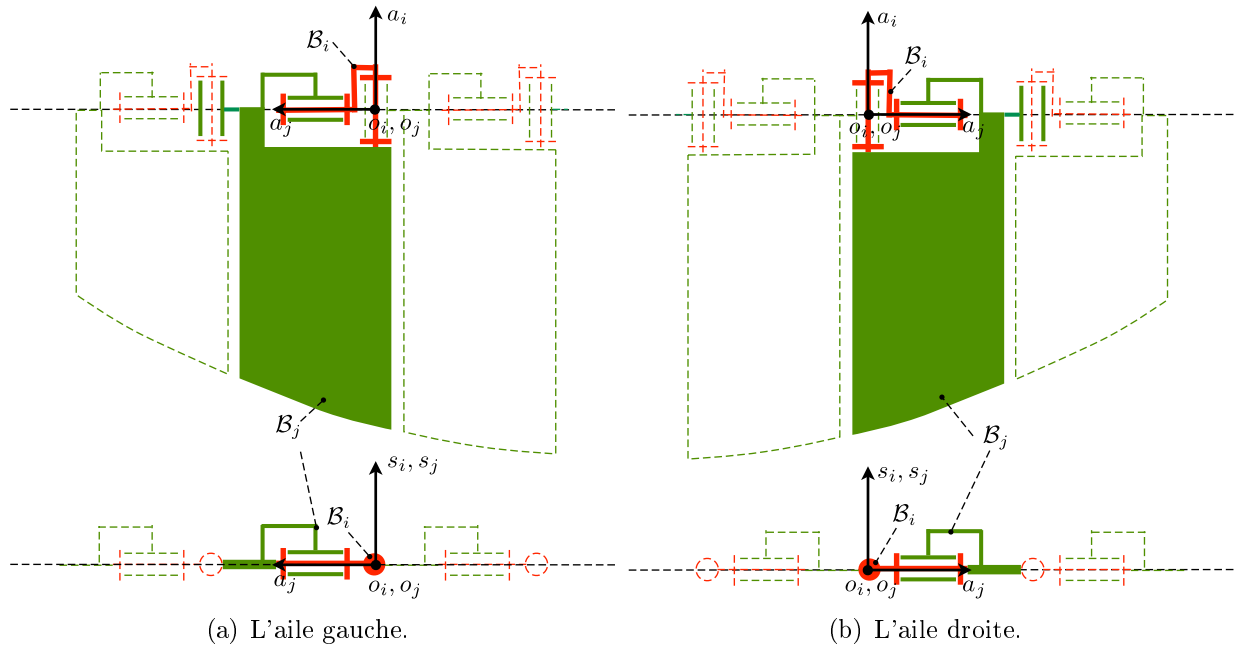 a_i
ℬ_i
a_j
o_i, o_j
ℬ_j
s_i, s_j
ℬ_i
a_j
o_i, o_j
(a) L'aile gauche.
a_i
ℬ_i
o_i, o_j
a_j
ℬ_j
s_i, s_j
ℬ_i
o_i, o_j
a_j
(b) L'aile droite.